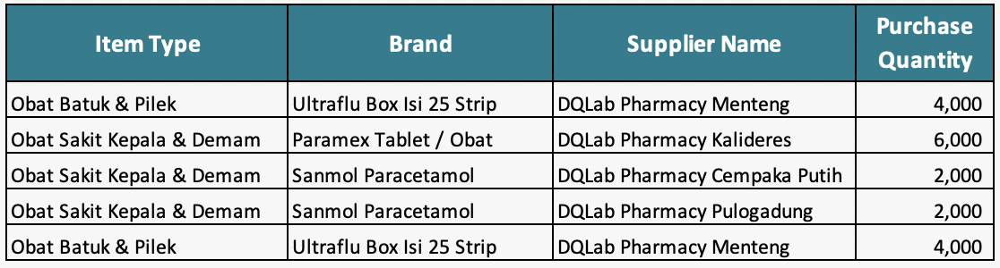 Item Type Brand Supplier Name Purchase Quantity
Obat Batuk & Pilek Ultraflu Box Isi 25 Strip DQLab Pharmacy Menteng 4,000
Obat Sakit Kepala & Demam Paramex Tablet / Obat DQLab Pharmacy Kalideres 6,000
Obat Sakit Kepala & Demam Sanmol Paracetamol DQLab Pharmacy Cempaka Putih 2,000
Obat Sakit Kepala & Demam Sanmol Paracetamol DQLab Pharmacy Pulogadung 2,000
Obat Batuk & Pilek Ultraflu Box Isi 25 Strip DQLab Pharmacy Menteng 4,000